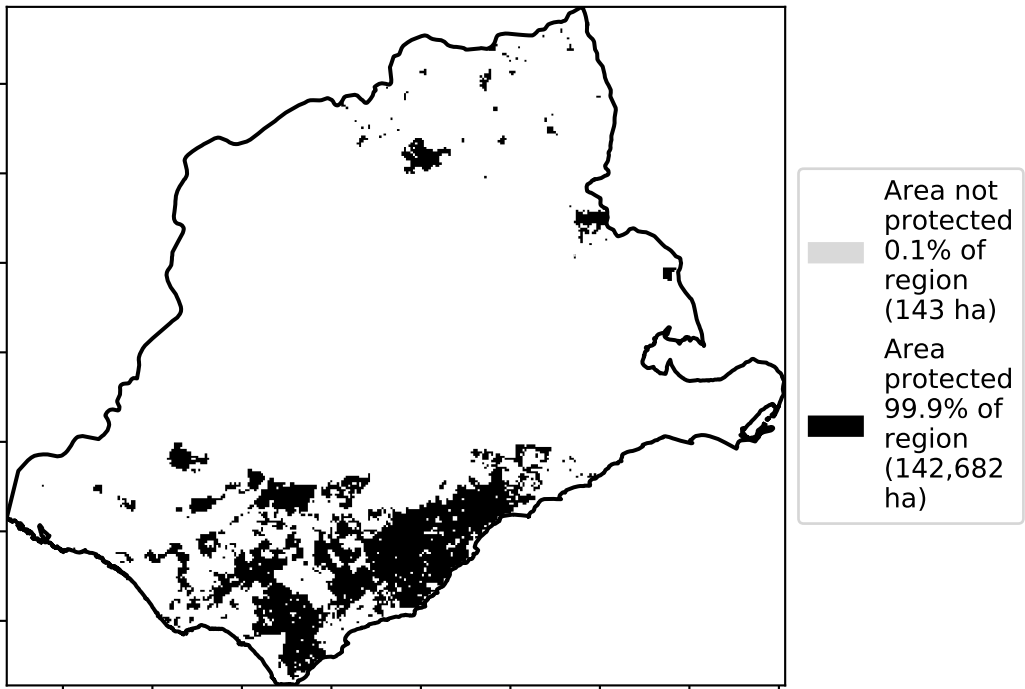 Area not
protected
0.1% of
region
(143 ha)
Area
protected
99.9% of
region
(142,682
ha)